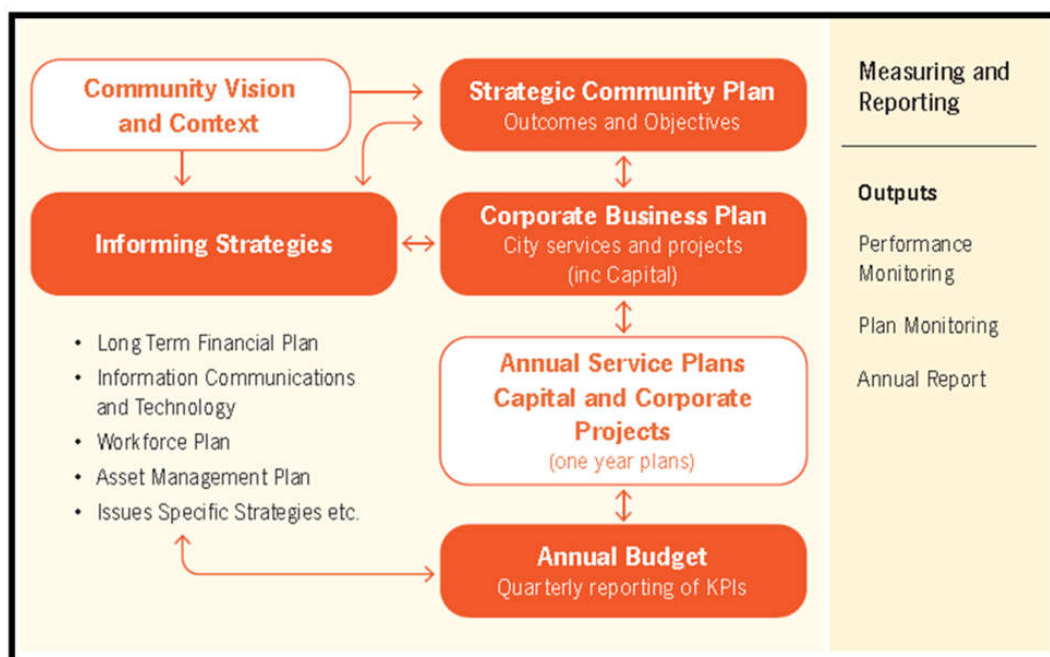 Community Vision
and Context
Strategic Community Plan
Outcomes and Objectives
Informing Strategies
Corporate Business Plan
City services and projects
(inc Capital)
• Long Term Financial Plan
• Information Communications
and Technology
• Workforce Plan
• Asset Management Plan
• Issues Specific Strategies etc.
Annual Service Plans
Capital and Corporate
Projects
(one year plans)
Annual Budget
Quarterly reporting of KPIs
Measuring and
Reporting
Outputs
Performance
Monitoring
Plan Monitoring
Annual Report